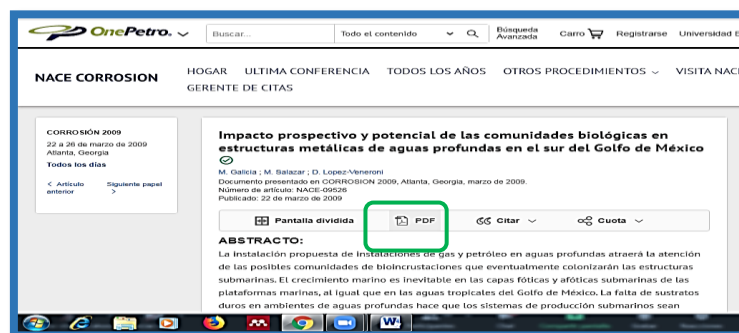 OnePetro.
Buscar...
Todo el contenido
Búsqueda
Avanzada
Carro
Registrarse
Universidad E
NACE CORROSION
HOGAR ULTIMA CONFERENCIA TODOS LOS AÑOS OTROS PROCEDIMIENTOS VISITA NAC
GERENTE DE CITAS
CORROSIÓN 2009
22 a 26 de marzo de 2009
Atlanta, Georgia
Todos los días
< Artículo anterior
Siguiente papel >
Impacto prospectivo y potencial de las comunidades biológicas en
estructuras metálicas de aguas profundas en el sur del Golfo de México
M. Galicia ; M. Salazar ; D. Lopez-Veneroni
Documento presentado en CORROSION 2009, Atlanta, Georgia, marzo de 2009.
Número de artículo: NACE-09526
Publicado: 22 de marzo de 2009
Pantalla dividida PDF Citar Cuota
ABSTRACTO:
La instalación propuesta de instalaciones de gas y petróleo en aguas profundas atraerá la atención
de las posibles comunidades de bioincrustaciones que eventualmente colonizarán las estructuras
submarinas. El crecimiento marino es inevitable en las capas fóticas y afóticas submarinas de las
plataformas marinas, al igual que en las aguas tropicales del Golfo de México. La falta de sustratos
duros en ambientes de aguas profundas hace que los sistemas de producción submarinos sean